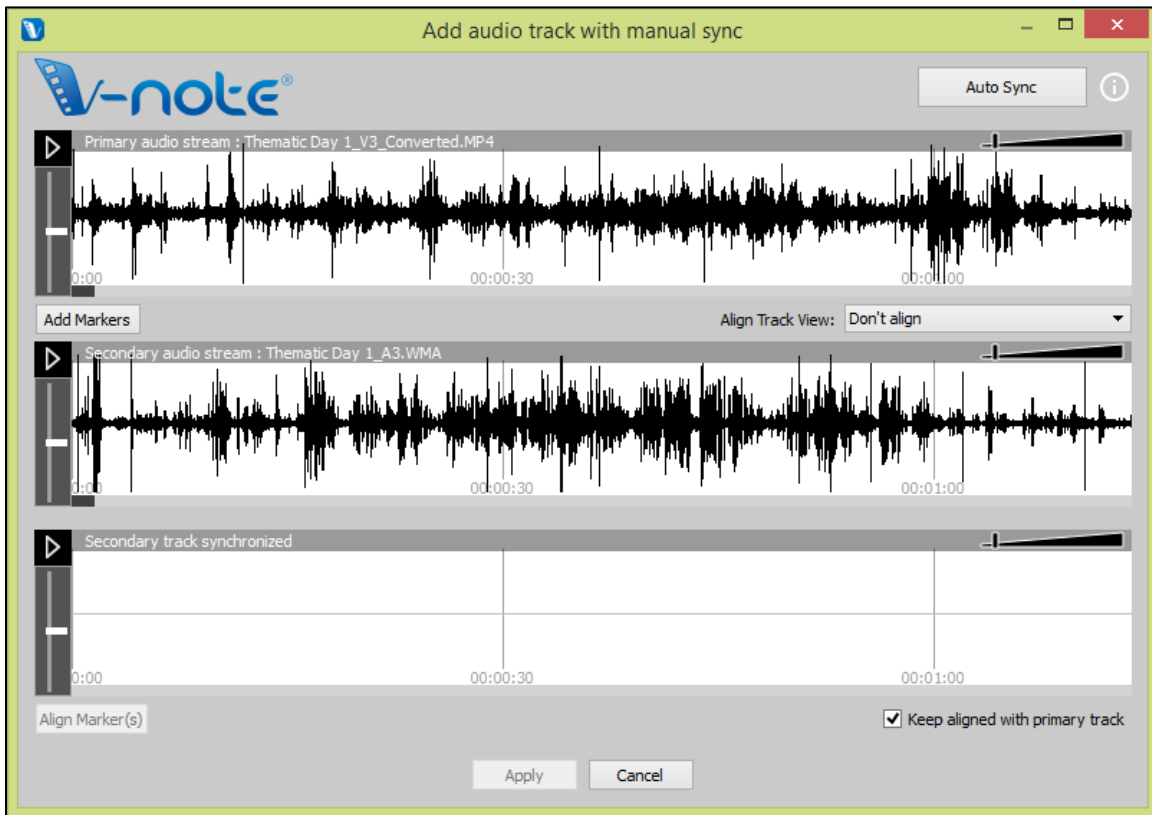 Add audio track with manual sync
V-note®
Auto Sync
Primary audio stream : Thematic Day 1_V3_Converted.MP4
0:00 00:00:30 00:01:00
Add Markers
Align Track View: Don't align
Secondary audio stream : Thematic Day 1_A3.WMA
0:00 00:00:30 00:01:00
Secondary track synchronized
0:00 00:00:30 00:01:00
Align Marker(s)
Keep aligned with primary track
Apply Cancel